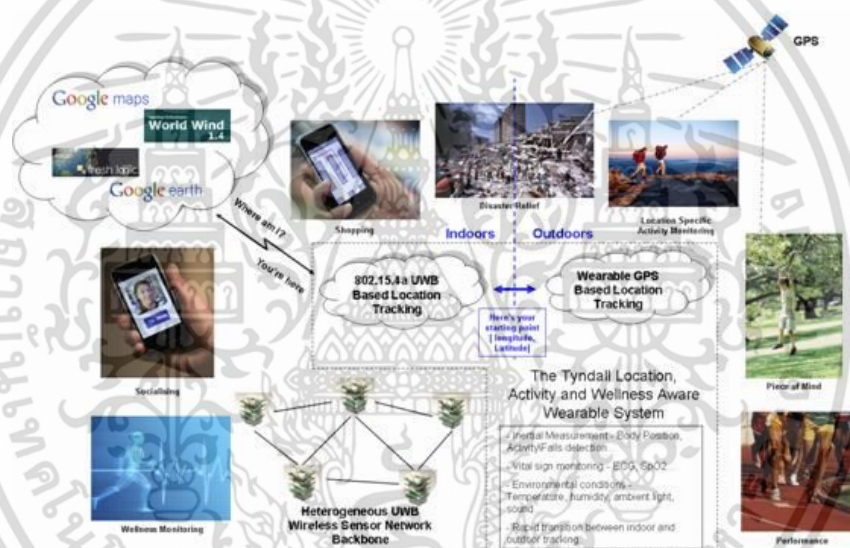 GPS
Google maps
World Wind
1.4
fresh logic
Google earth
Where am I?
You're here
Shopping
Disaster Relief
Location Specific
Activity Monitoring
Indoors
Outdoors
802.15.4a UWB
Based Location
Tracking
Wearable GPS
Based Location
Tracking
Here's your
starting point
[ longitude,
Latitude]
Socialising
Piece of Mind
The Tyndall Location,
Activity and Wellness Aware
Wearable System
- Inertial Measurement - Body Position,
Activity\Falls detection
- Vital sign monitoring - ECG, SpO2...
- Environmental conditions -
Temperature, humidity, ambient light,
sound
- Rapid transition between indoor and
outdoor tracking
Wellness Monitoring
Heterogeneous UWB
Wireless Sensor Network
Backbone
Performance